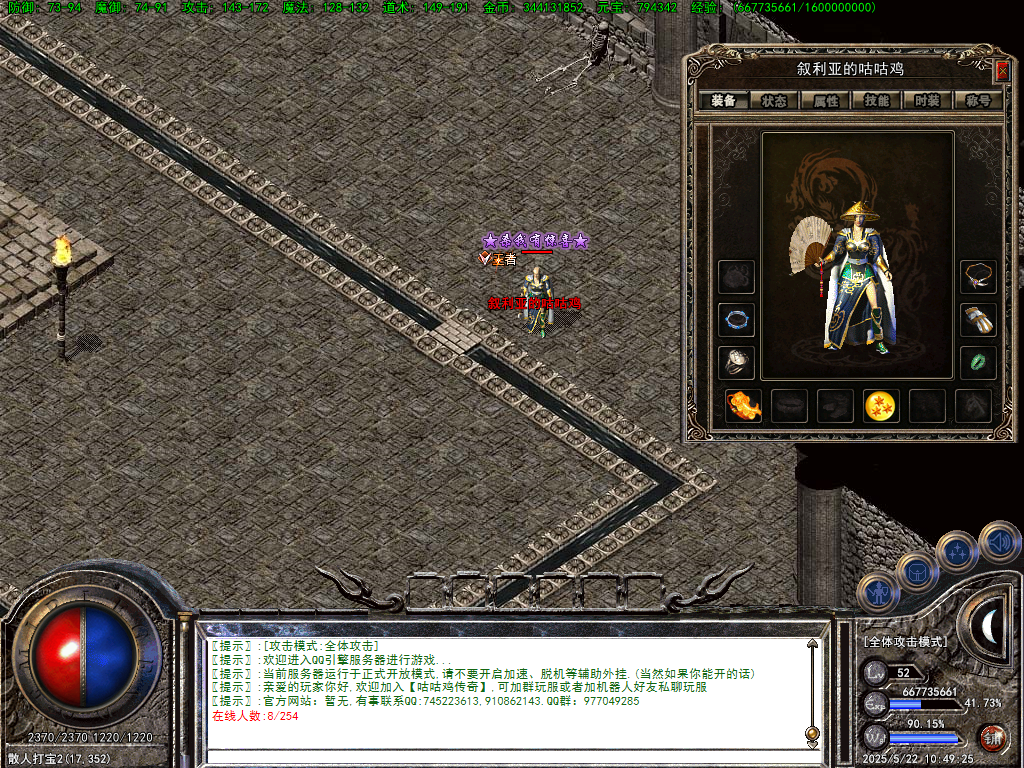 防御: 73-94 魔御: 74-91 攻击: 143-172 魔法: 128-132 道术: 149-191 金币: 344131852 元宝: 794342 经验: (667735661/1600000000)
叙利亚的咕咕鸡
装备 状态 属性 技能 时装 称号
王者
叙利亚的咕咕鸡
〖提示〗:[攻击模式:全体攻击]
〖提示〗:欢迎进入QQ引擎服务器进行游戏...
〖提示〗:当前服务器运行于正式开放模式,请不要开启加速、脱机等辅助外挂.(当然如果你能开的话)
〖提示〗:亲爱的玩家你好,欢迎加入【咕咕鸡传奇】,可加群玩服或者加机器人好友私聊玩服
〖提示〗:官方网站: 暂无,有事联系QQ:745223613,910862143,QQ群: 977049285
在线人数:8/254
2370/2370 1220/1220
散人打宝2(17,352)
[全体攻击模式]
Lv 52
667735661
Exp 41.73%
90.15%
W
2025/5/22 10:49:25